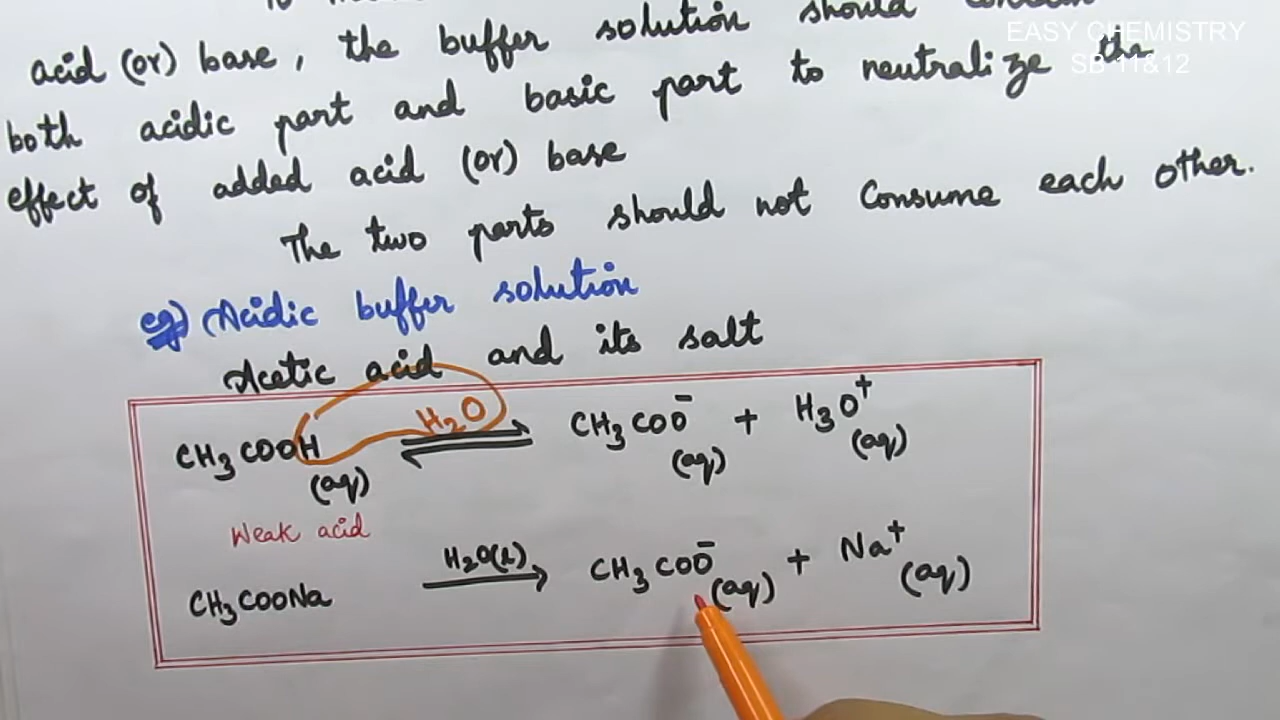 EASY CHEMISTRY
SB 11&12
acid (or) base, the buffer solution should
both acidic part and basic part to neutralize the
effect of added acid (or) base
The two parts should not Consume each other.
eg) Acidic buffer solution
Acetic acid and its salt
CH₃COOH (aq) H₂O ⇌ CH₃COO⁻ (aq) + H₃O⁺ (aq)
Weak acid
CH₃COONa H₂O(l) → CH₃COO⁻ (aq) + Na⁺ (aq)